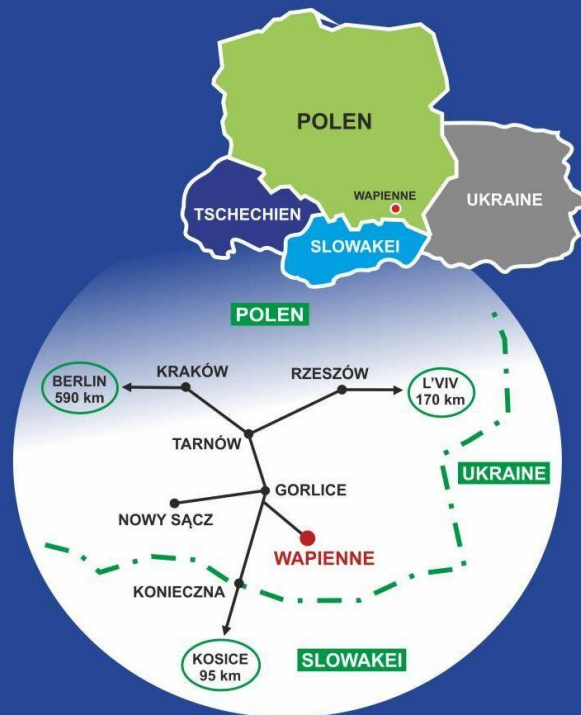 POLEN
WAPIENNE
UKRAINE
TSCHECHIEN
SLOWAKEI
POLEN
KRAKÓW
RZESZÓW
BERLIN
590 km
L'VIV
170 km
TARNÓW
UKRAINE
GORLICE
NOWY SĄCZ
WAPIENNE
KONIECZNA
KOSICE
95 km
SLOWAKEI